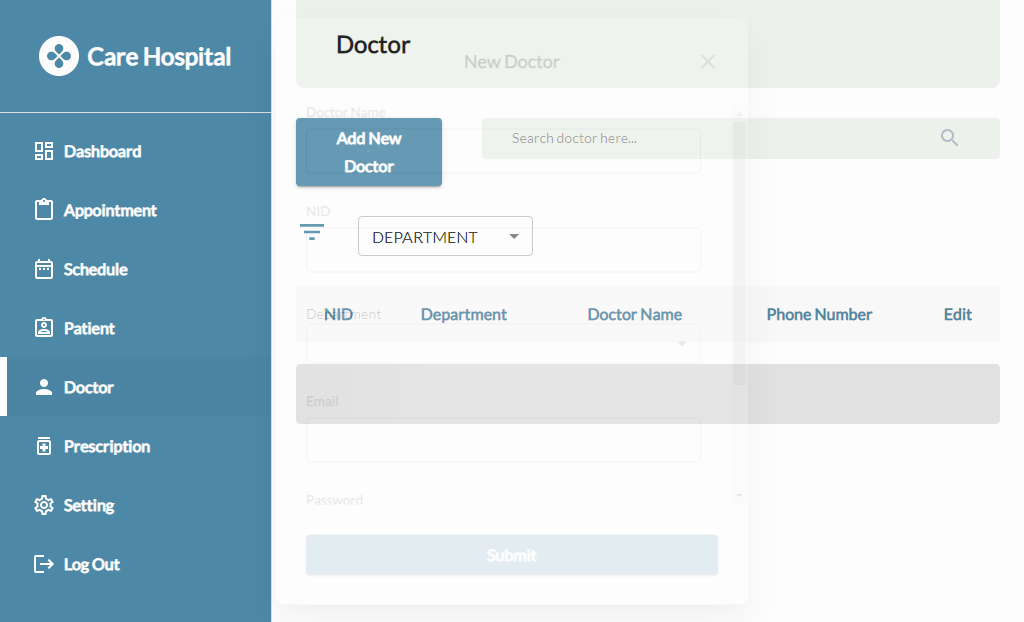 Care Hospital
Dashboard
Appointment
Schedule
Patient
Doctor
Prescription
Setting
Log Out
Doctor
New Doctor
Doctor Name
Add New
Doctor
Search doctor here...
NID
DEPARTMENT
Department
NID Department Doctor Name Phone Number Edit
Email
Password
Submit